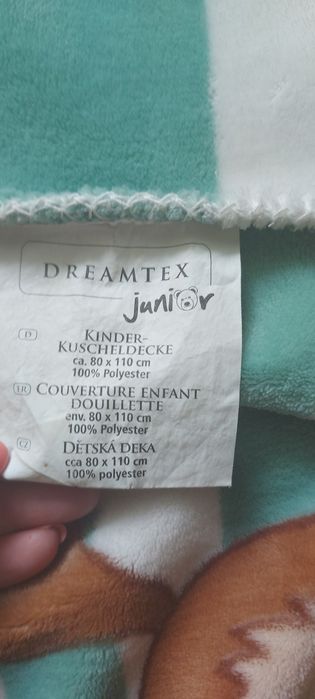 DREAMTEX
junior
D KINDER-
KUSCHELDECKE
ca. 80 x 110 cm
100% Polyester
FR COUVERTURE ENFANT
DOUILLETTE
env. 80 x 110 cm
100% Polyester
CZ DĚTSKÁ DEKA
cca 80 x 110 cm
100% polyester